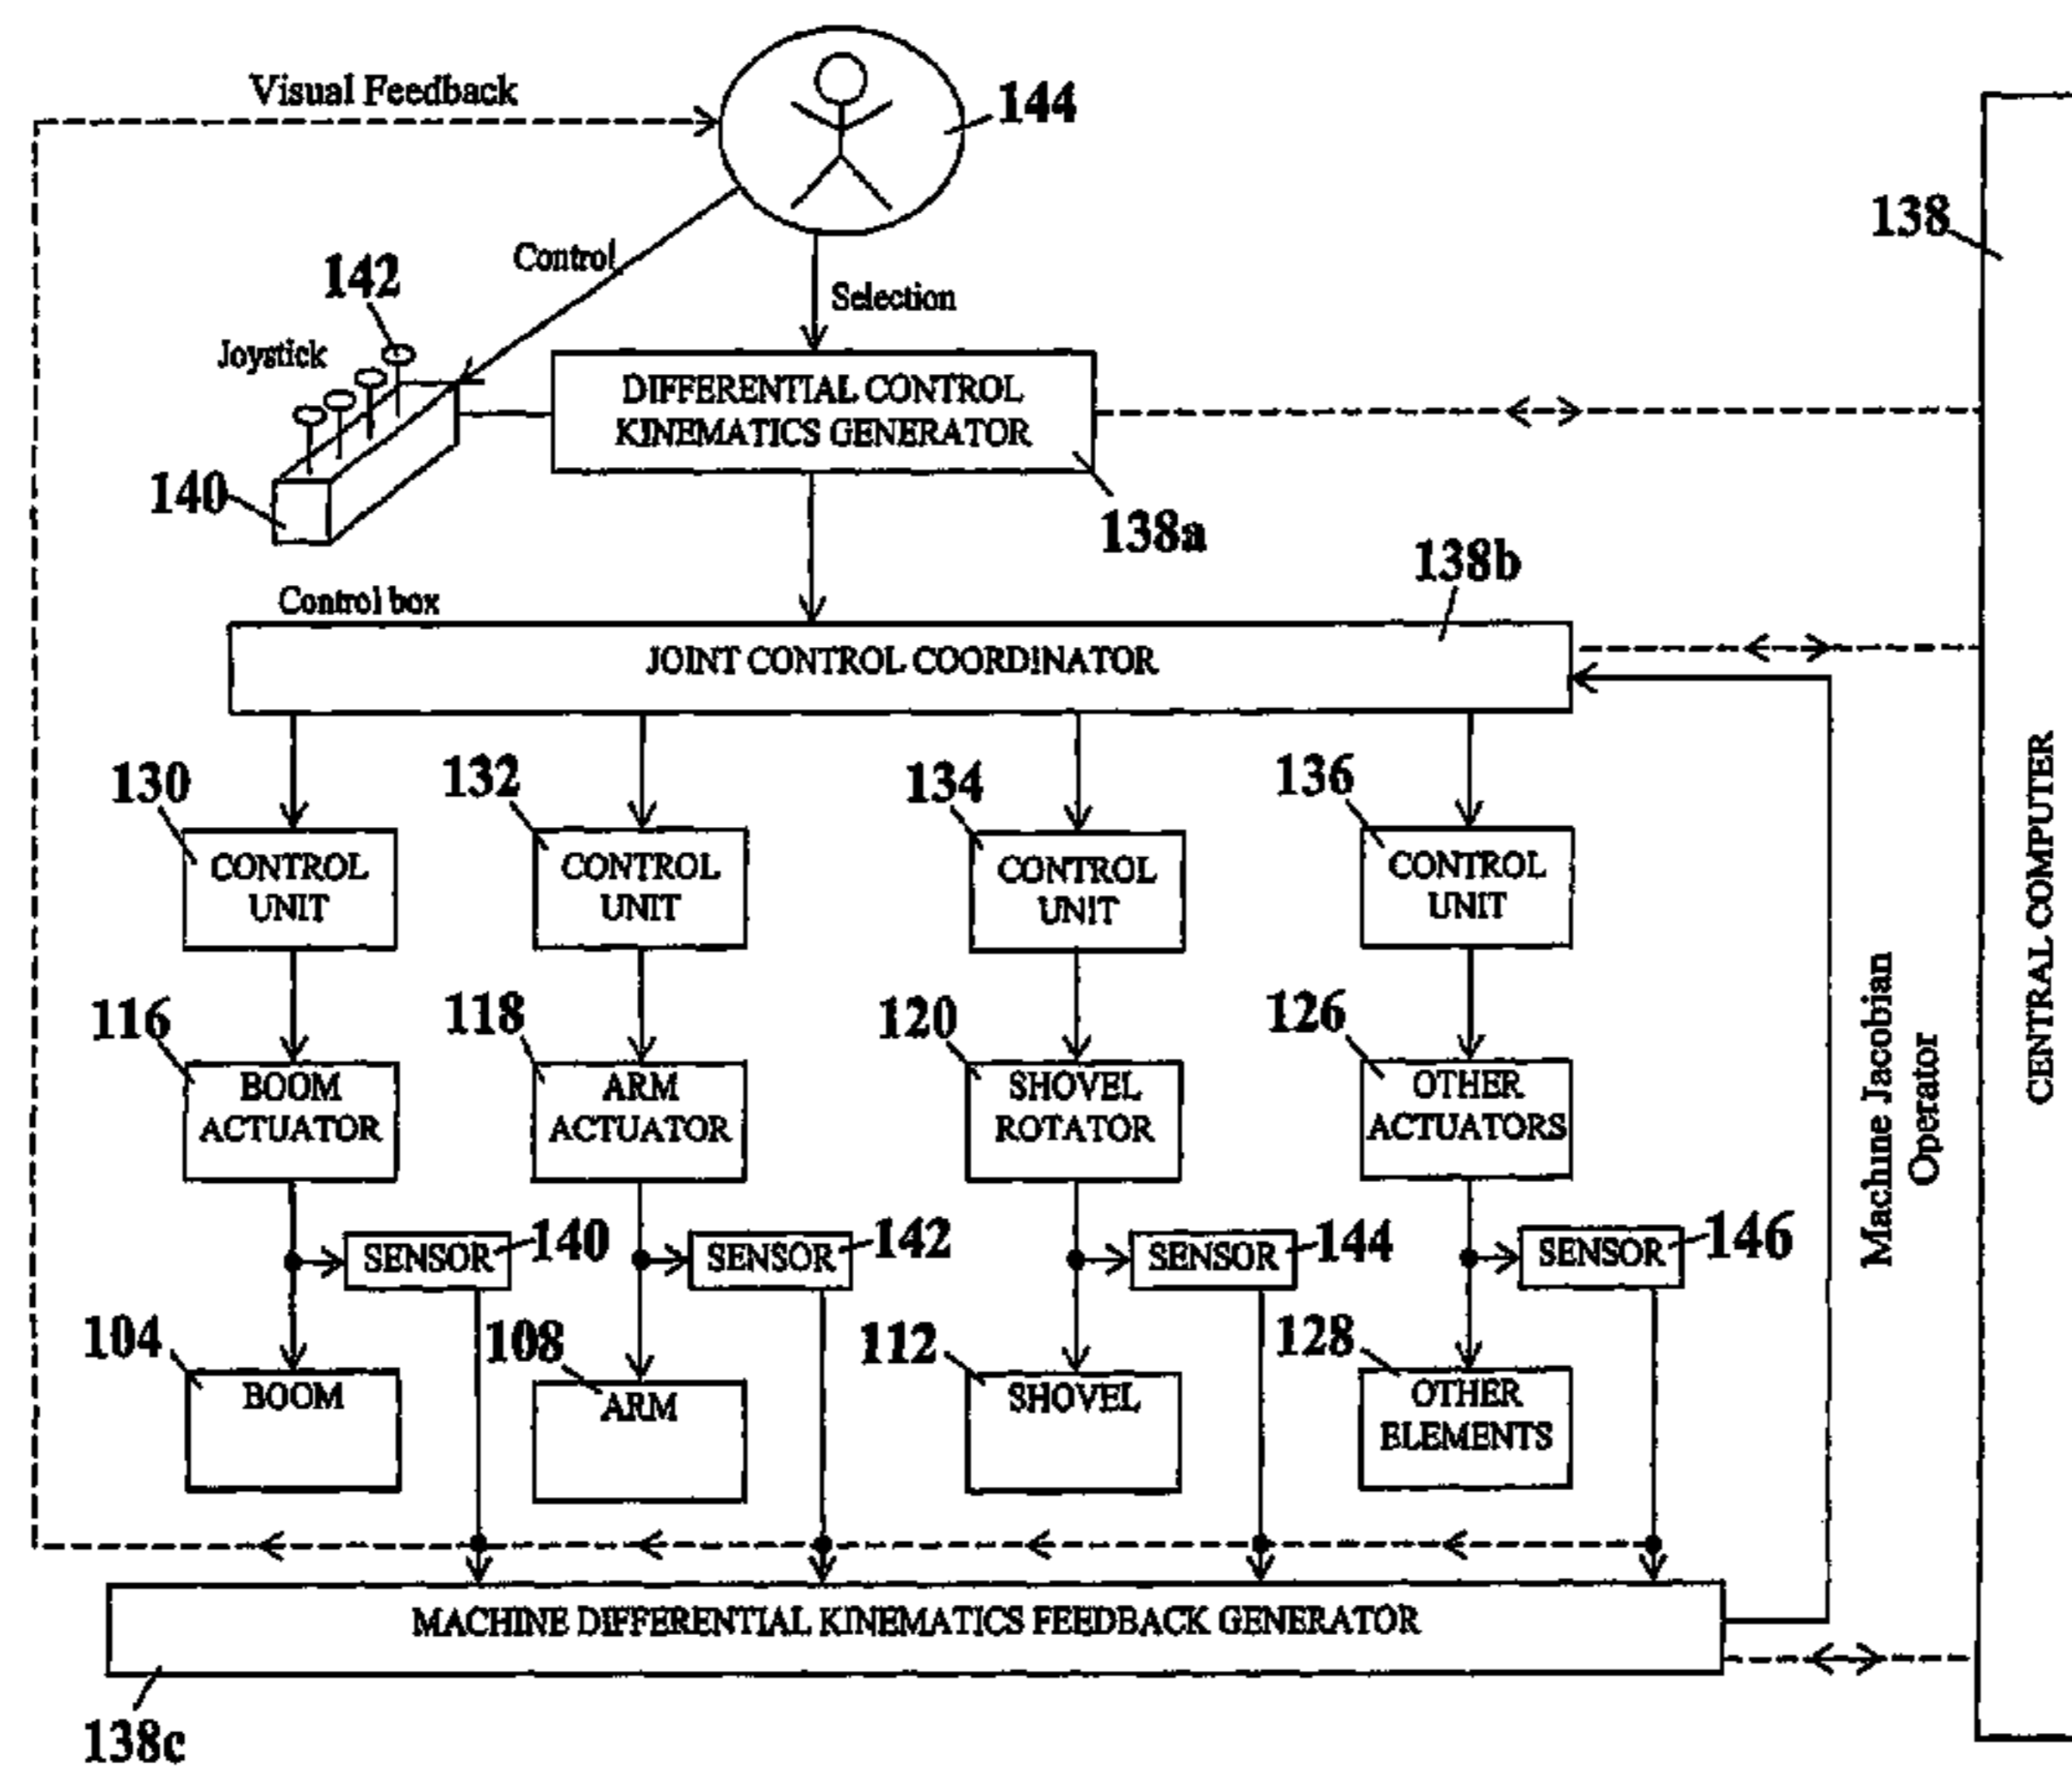 Visual Feedback
144
138
Control
142
Selection
Joystick
DIFFERENTIAL CONTROL
KINEMATICS GENERATOR
140
138a
138b
Control box
JOINT CONTROL COORDINATOR
130
132
134
136
CONTROL
UNIT
CONTROL
UNIT
CONTROL
UNIT
CONTROL
UNIT
CENTRAL COMPUTER
Machine Jacobian
Operator
116
118
120
126
BOOM
ACTUATOR
ARM
ACTUATOR
SHOVEL
ROTATOR
OTHER
ACTUATORS
SENSOR
140
SENSOR
142
SENSOR
144
SENSOR
146
104
108
112
128
BOOM
ARM
SHOVEL
OTHER
ELEMENTS
MACHINE DIFFERENTIAL KINEMATICS FEEDBACK GENERATOR
138c